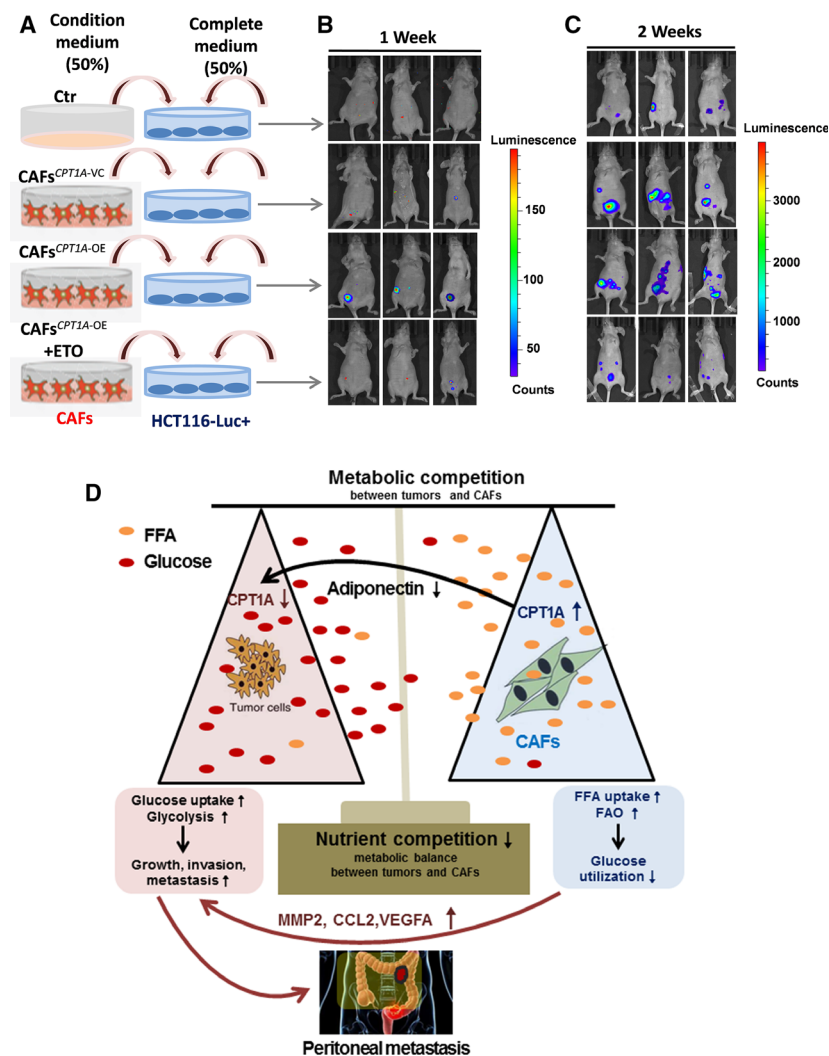 A
Condition
medium
(50%)
Complete
medium
(50%)
Ctr
CAFsCPT1A-VC
CAFsCPT1A-OE
CAFsCPT1A-OE
+ETO
CAFs
HCT116-Luc+
B
1 Week
Luminescence
150
100
50
Counts
C
2 Weeks
Luminescence
3000
2000
1000
Counts
D
Metabolic competition
between tumors and CAFs
FFA
Glucose
Adiponectin ↓
CPT1A ↓
CPT1A ↑
Tumor cells
CAFs
Glucose uptake ↑
Glycolysis ↑
Growth, invasion,
metastasis ↑
Nutrient competition ↓
metabolic balance
between tumors and CAFs
FFA uptake ↑
FAO ↑
Glucose
utilization ↓
MMP2, CCL2,VEGFA ↑
Peritoneal metastasis